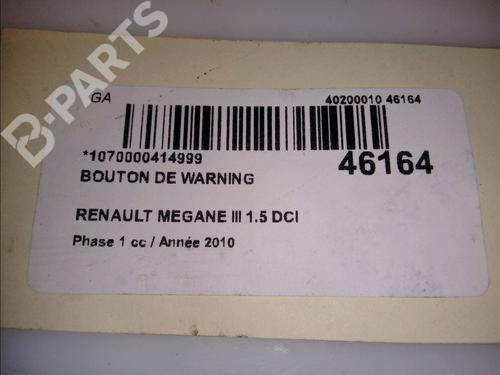 GA 40200010 46164
*1070000414999 46164
BOUTON DE WARNING
RENAULT MEGANE III 1.5 DCI
Phase 1 cc / Année 2010
B-PARTS